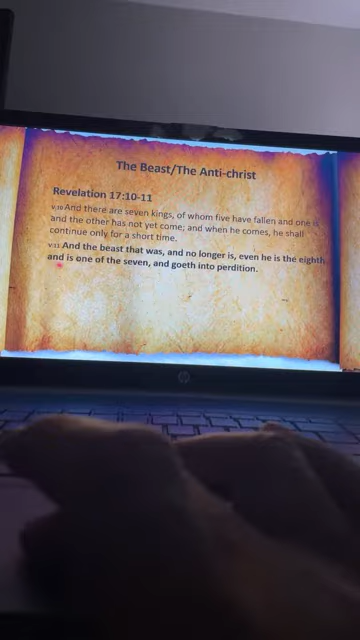 The Beast/The Anti-christ
Revelation 17:10-11
v.10 And there are seven kings, of whom five have fallen and one is
and the other has not yet come; and when he comes, he shall
continue only for a short time.
v.11 And the beast that was, and no longer is, even he is the eighth
and is one of the seven, and goeth into perdition.
hp